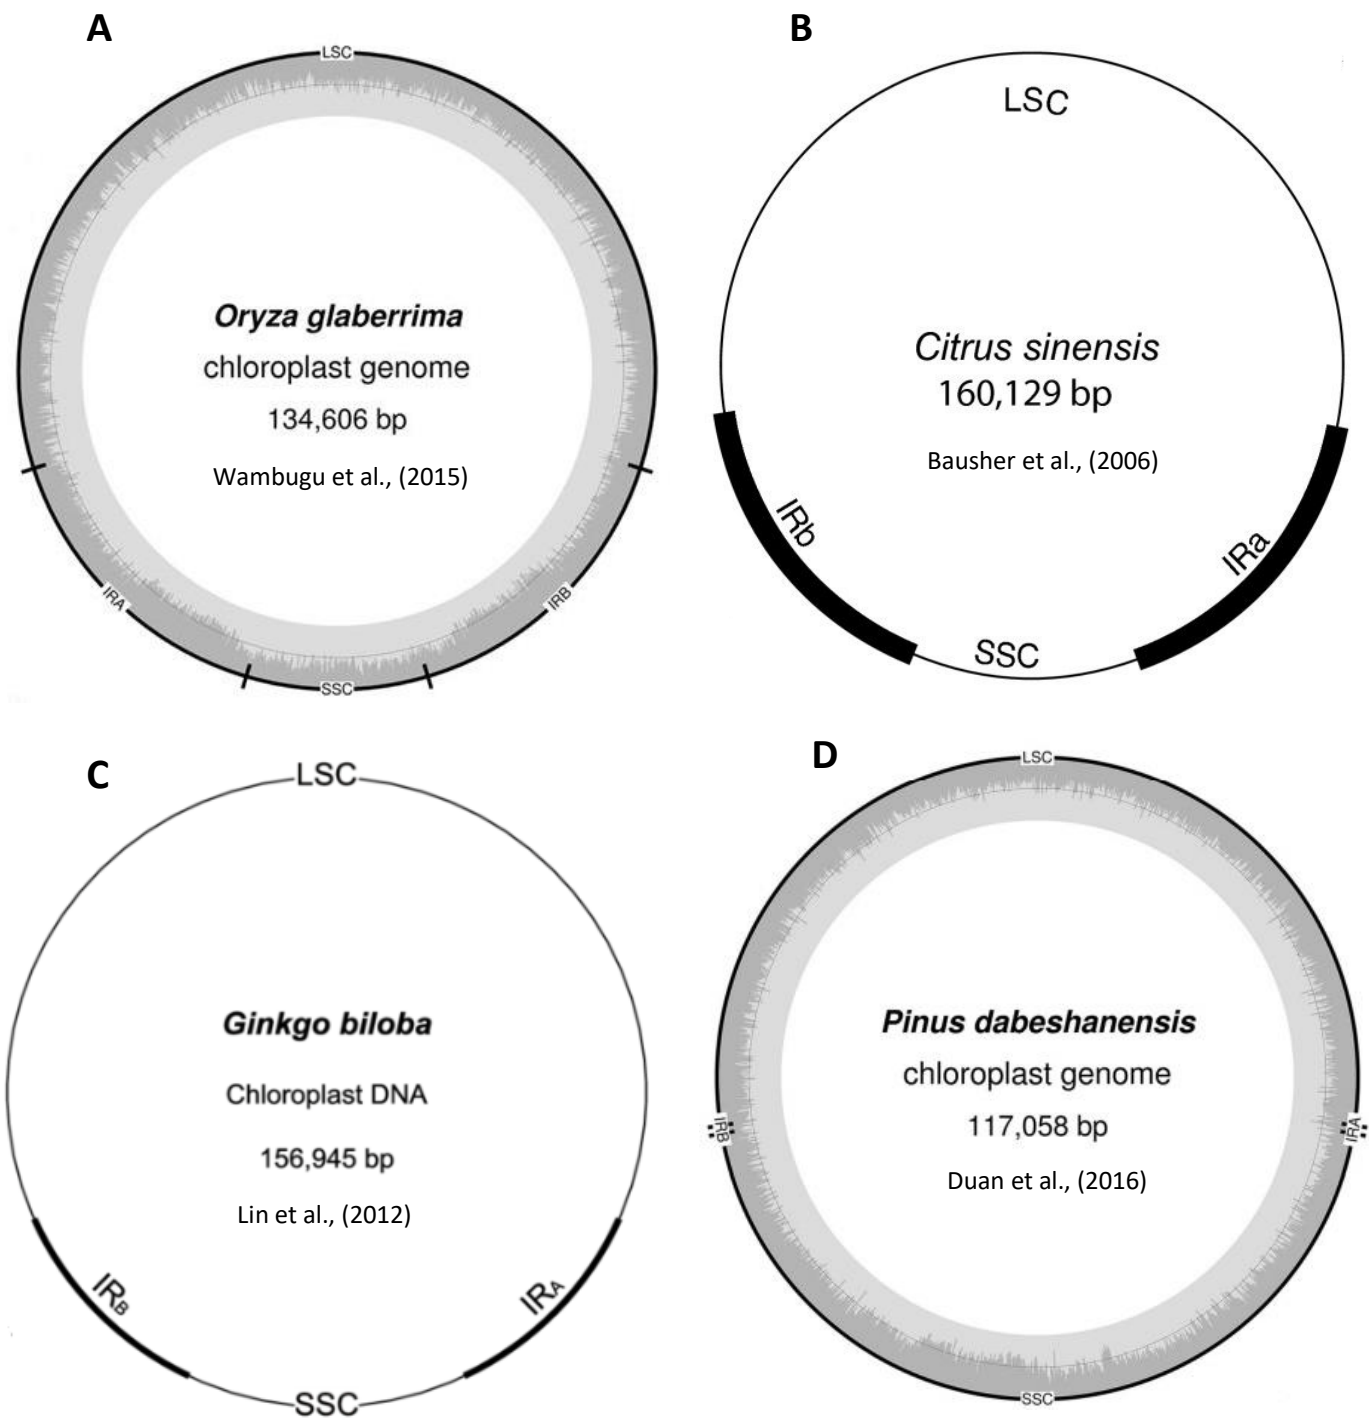 A
LSC
Oryza glaberrima
chloroplast genome
134,606 bp
Wambugu et al., (2015)
IRA
IRB
SSC
B
LSC
Citrus sinensis
160,129 bp
Bausher et al., (2006)
IRb
IRa
SSC
C
LSC
Ginkgo biloba
Chloroplast DNA
156,945 bp
Lin et al., (2012)
IRB
IRA
SSC
D
LSC
Pinus dabeshanensis
chloroplast genome
117,058 bp
Duan et al., (2016)
IRB
IRA
SSC